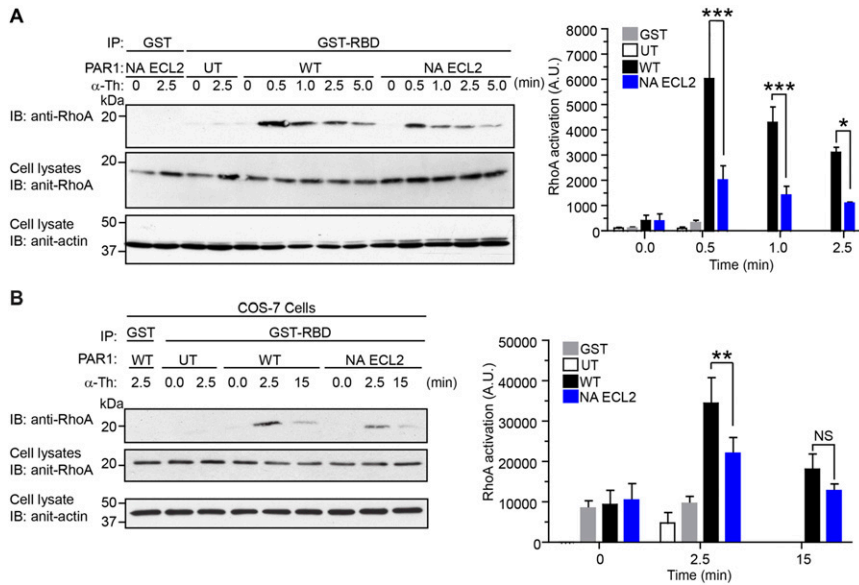 A
IP: GST GST-RBD
PAR1: NA ECL2 UT WT NA ECL2
α-Th: 0 2.5 0 2.5 0 0.5 1.0 2.5 5.0 0 0.5 1.0 2.5 5.0 (min)
kDa
IB: anti-RhoA 20
Cell lysates 20
IB: anit-RhoA
Cell lysate 50
IB: anit-actin 37
GST
UT
WT
NA ECL2
***
***
*
RhoA activation (A.U.)
8000
7000
6000
5000
4000
3000
2000
1000
0
0.0 0.5 1.0 2.5
Time (min)
B
COS-7 Cells
IP: GST GST-RBD
PAR1: WT UT WT NA ECL2
α-Th: 2.5 0.0 2.5 0.0 2.5 15 0.0 2.5 15 (min)
kDa
IB: anti-RhoA 20
Cell lysates 20
IB: anti-RhoA
Cell lysate 50
IB: anit-actin 37
GST
UT
WT
NA ECL2
**
NS
RhoA activation (A.U.)
50000
40000
30000
20000
10000
0
0 2.5 15
Time (min)